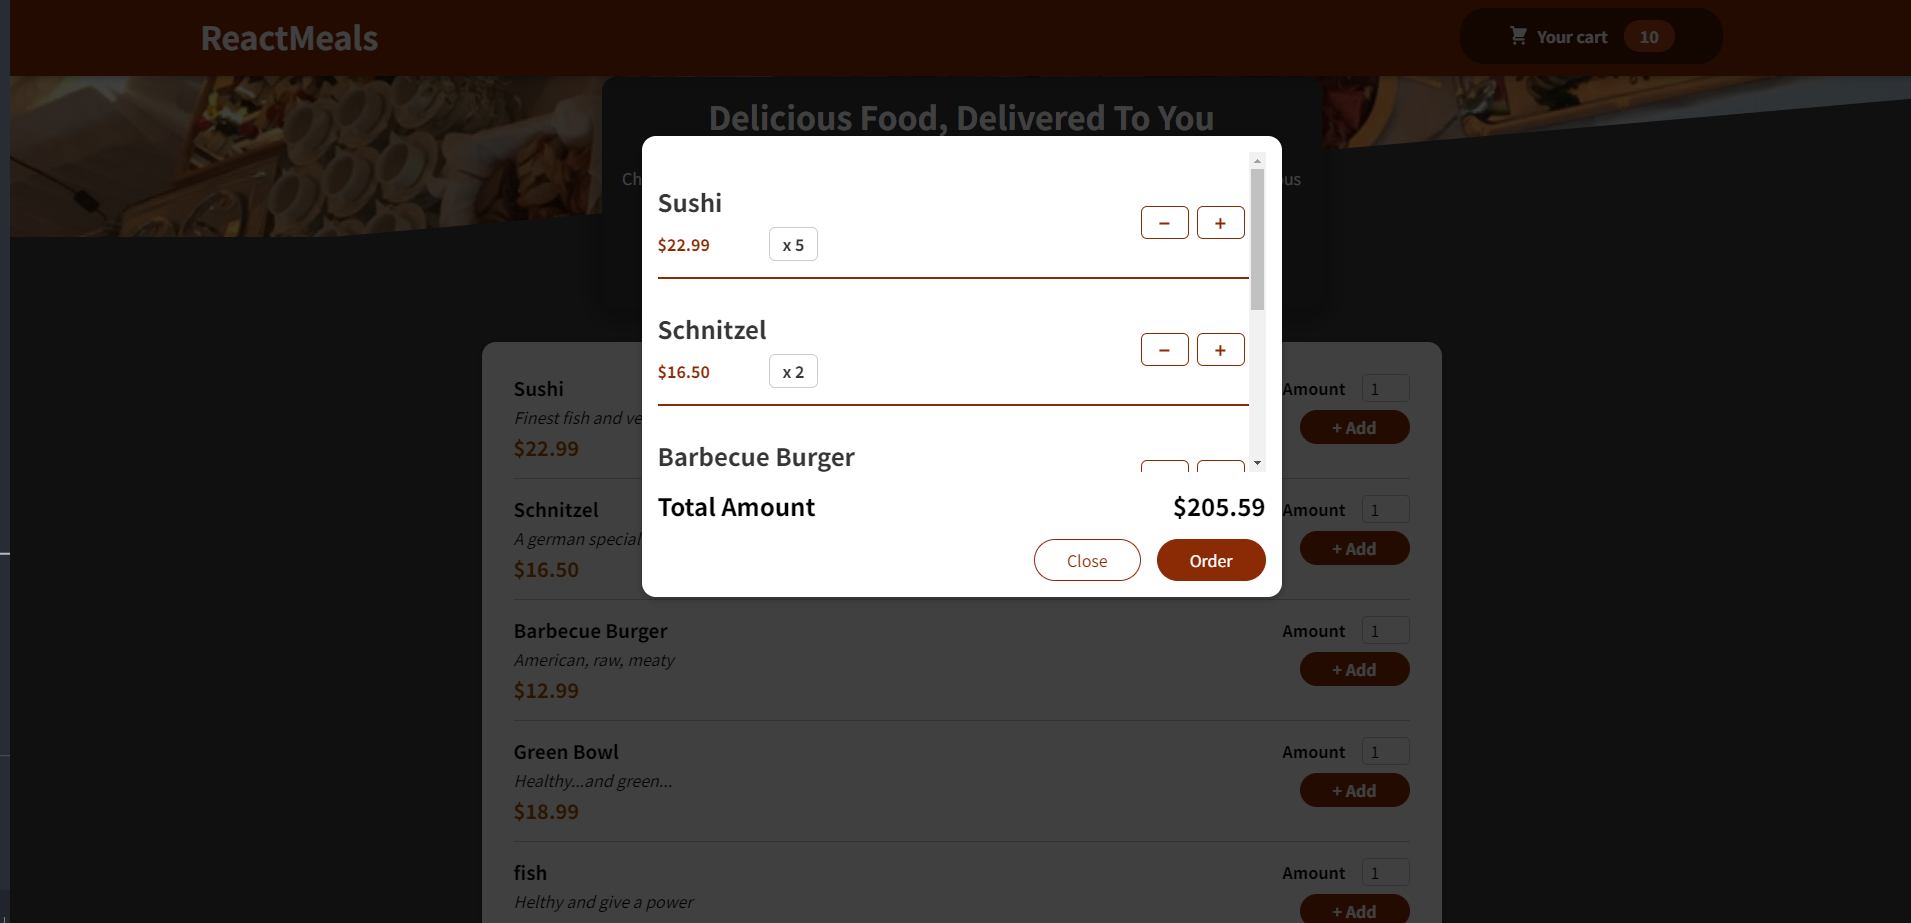 ReactMeals
Your cart 10
Delicious Food, Delivered To You
Sushi
$22.99 x 5
− +
Schnitzel
$16.50 x 2
− +
Barbecue Burger
Total Amount $205.59
Close Order
Sushi
Finest fish and ve
$22.99
Amount 1
+ Add
Schnitzel
A german special
$16.50
Amount 1
+ Add
Barbecue Burger
American, raw, meaty
$12.99
Amount 1
+ Add
Green Bowl
Healthy...and green...
$18.99
Amount 1
+ Add
fish
Helthy and give a power
Amount 1
+ Add